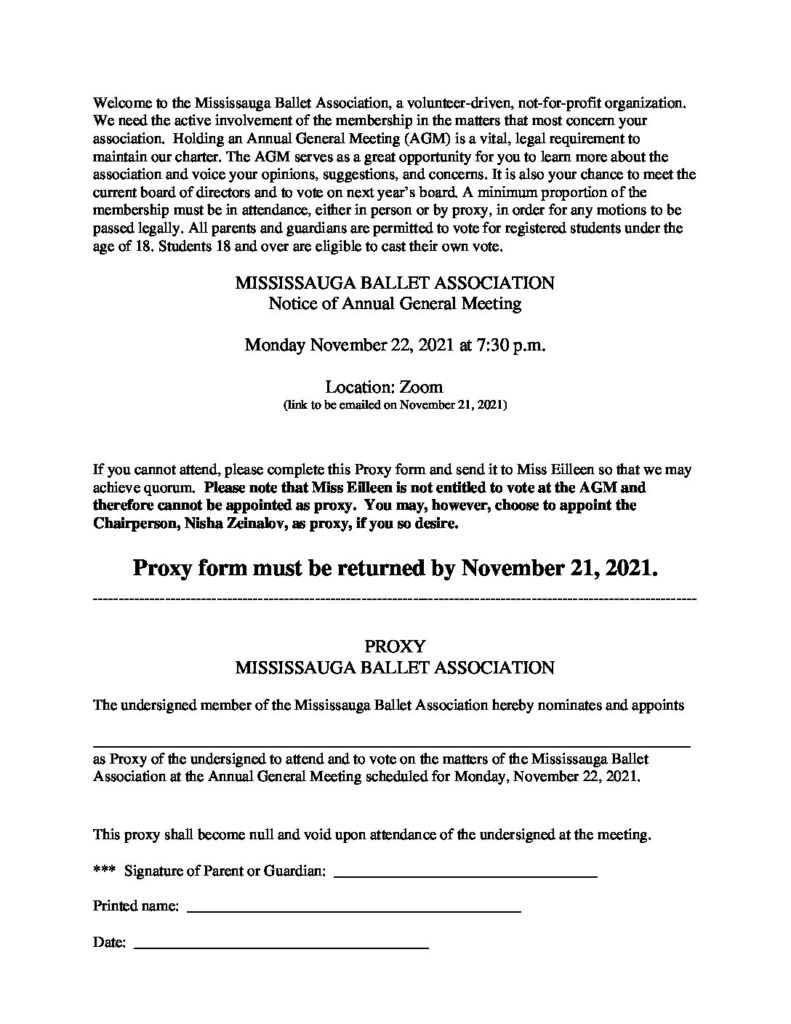 Welcome to the Mississauga Ballet Association, a volunteer-driven, not-for-profit organization.
We need the active involvement of the membership in the matters that most concern your
association.  Holding an Annual General Meeting (AGM) is a vital, legal requirement to
maintain our charter. The AGM serves as a great opportunity for you to learn more about the
association and voice your opinions, suggestions, and concerns. It is also your chance to meet the
current board of directors and to vote on next year's board. A minimum proportion of the
membership must be in attendance, either in person or by proxy, in order for any motions to be
passed legally. All parents and guardians are permitted to vote for registered students under the
age of 18. Students 18 and over are eligible to cast their own vote.
MISSISSAUGA BALLET ASSOCIATION
Notice of Annual General Meeting
Monday November 22, 2021 at 7:30 p.m.
Location: Zoom
(link to be emailed on November 21, 2021)
If you cannot attend, please complete this Proxy form and send it to Miss Eilleen so that we may
achieve quorum.  Please note that Miss Eilleen is not entitled to vote at the AGM and
therefore cannot be appointed as proxy.  You may, however, choose to appoint the
Chairperson, Nisha Zeinalov, as proxy, if you so desire.
Proxy form must be returned by November 21, 2021.
PROXY
MISSISSAUGA BALLET ASSOCIATION
The undersigned member of the Mississauga Ballet Association hereby nominates and appoints
as Proxy of the undersigned to attend and to vote on the matters of the Mississauga Ballet
Association at the Annual General Meeting scheduled for Monday, November 22, 2021.
This proxy shall become null and void upon attendance of the undersigned at the meeting.
*** Signature of Parent or Guardian:
Printed name:
Date: